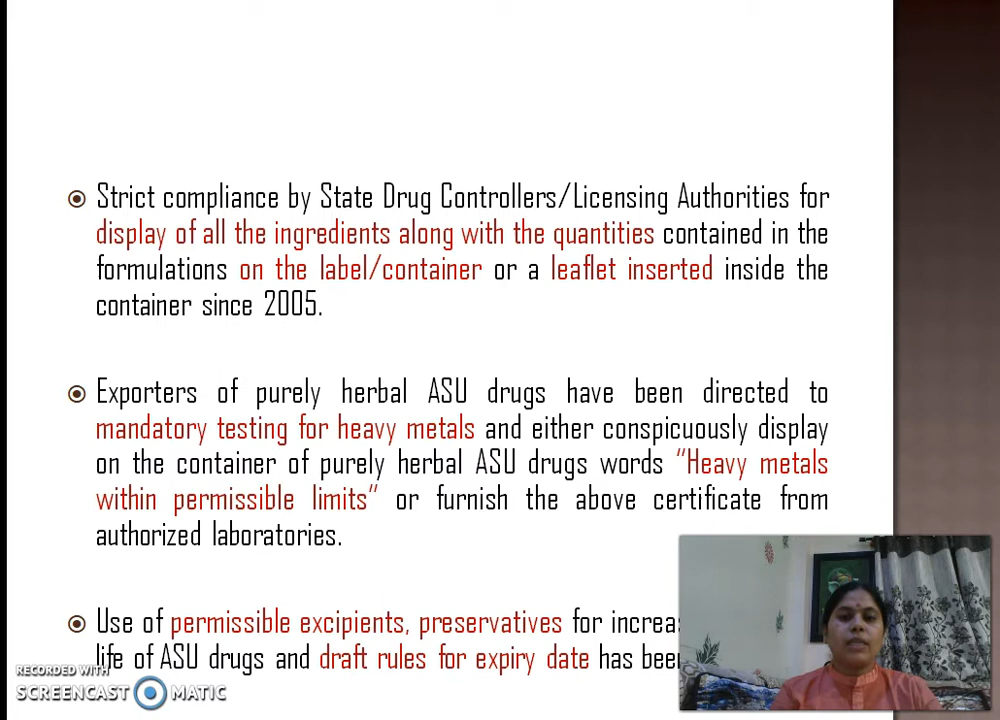 Strict compliance by State Drug Controllers/Licensing Authorities for
display of all the ingredients along with the quantities contained in the
formulations on the label/container or a leaflet inserted inside the
container since 2005.
Exporters of purely herbal ASU drugs have been directed to
mandatory testing for heavy metals and either conspicuously display
on the container of purely herbal ASU drugs words “Heavy metals
within permissible limits” or furnish the above certificate from
authorized laboratories.
Use of permissible excipients, preservatives for
life of ASU drugs and draft rules for expiry date has
RECORDED WITH
SCREENCAST MATIC